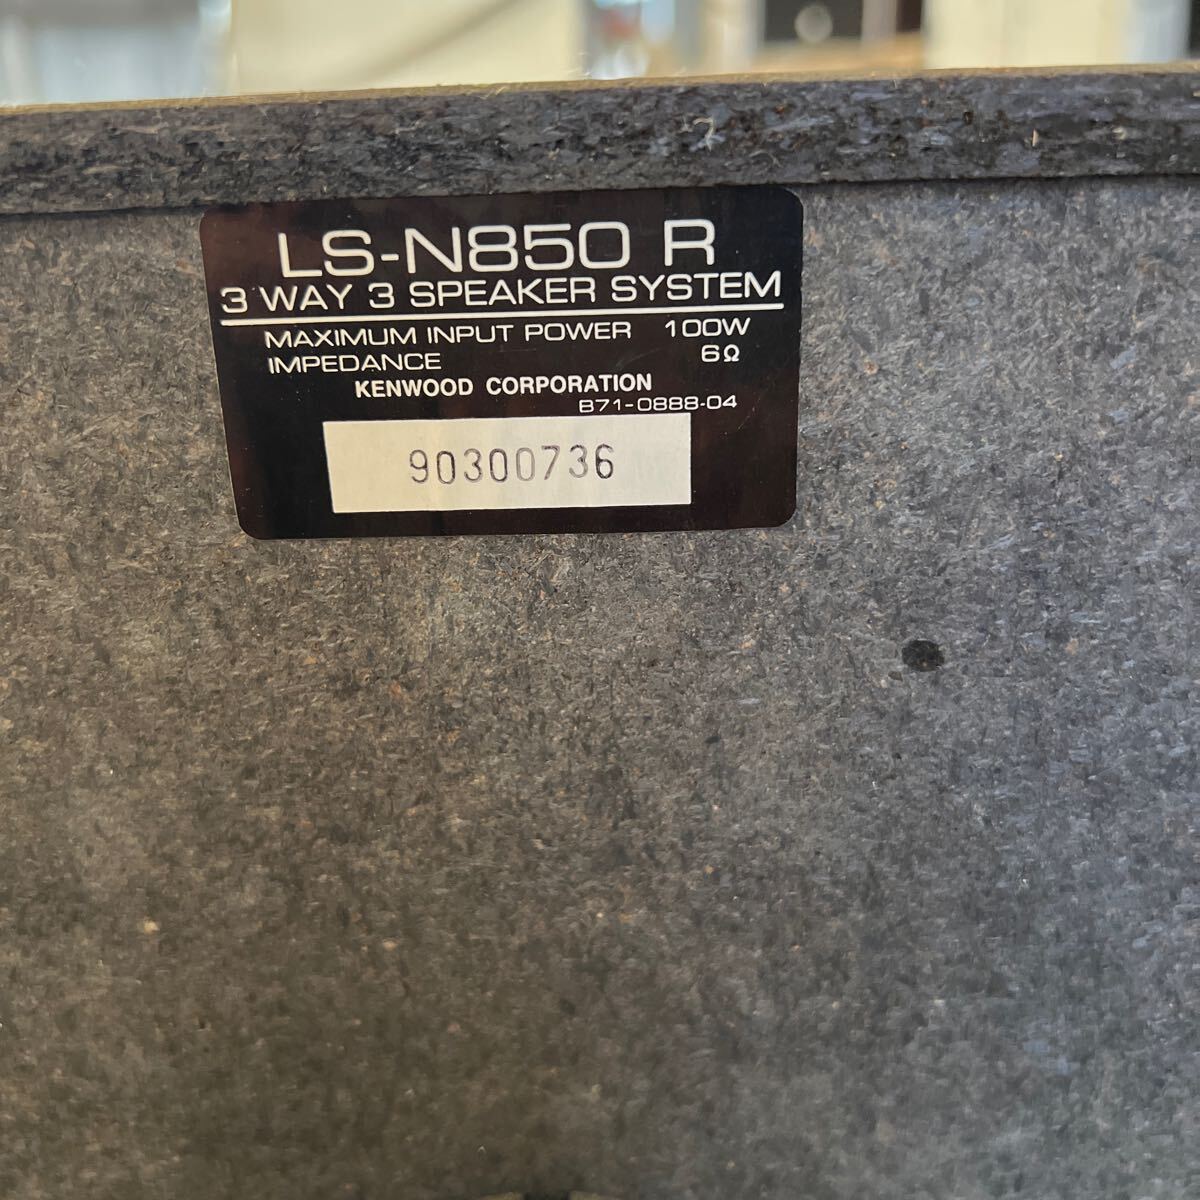 LS-N850 R
3 WAY 3 SPEAKER SYSTEM
MAXIMUM INPUT POWER 100W
IMPEDANCE 6Ω
KENWOOD CORPORATION
B71-0888-04
90300736